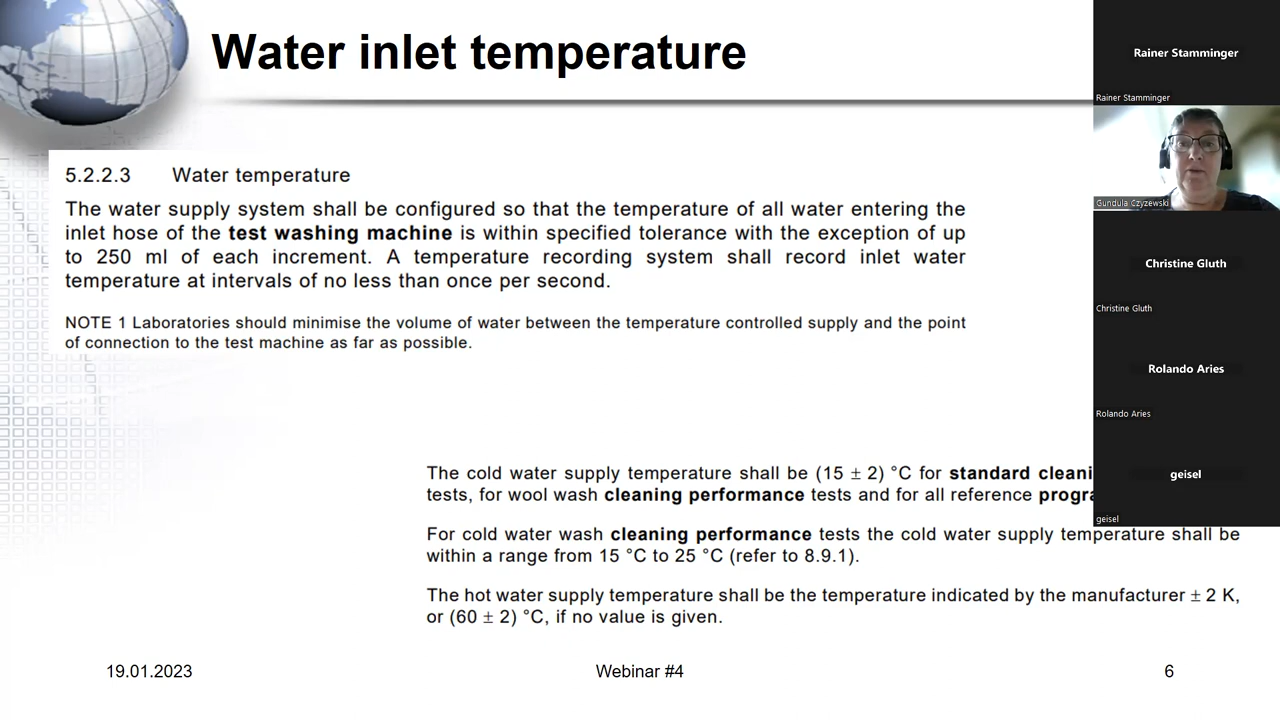 Water inlet temperature
5.2.2.3 Water temperature
The water supply system shall be configured so that the temperature of all water entering the
inlet hose of the test washing machine is within specified tolerance with the exception of up
to 250 ml of each increment. A temperature recording system shall record inlet water
temperature at intervals of no less than once per second.
NOTE 1 Laboratories should minimise the volume of water between the temperature controlled supply and the point
of connection to the test machine as far as possible.
The cold water supply temperature shall be (15 ± 2) °C for standard cleani
tests, for wool wash cleaning performance tests and for all reference progra
For cold water wash cleaning performance tests the cold water supply temperature shall be
within a range from 15 °C to 25 °C (refer to 8.9.1).
The hot water supply temperature shall be the temperature indicated by the manufacturer ± 2 K,
or (60 ± 2) °C, if no value is given.
19.01.2023
Webinar #4
6
Rainer Stamminger
Rainer Stamminger
Gundula Czyzewski
Christine Gluth
Christine Gluth
Rolando Aries
Rolando Aries
geisel
geisel